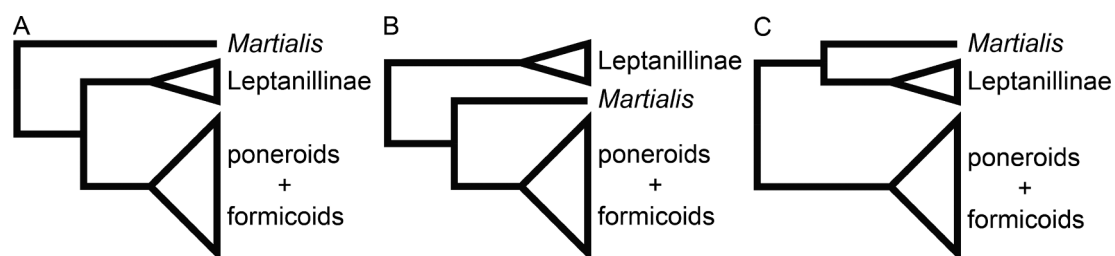 A
Martialis
Leptanillinae
poneroids
+
formicoids
B
Leptanillinae
Martialis
poneroids
+
formicoids
C
Martialis
Leptanillinae
poneroids
+
formicoids